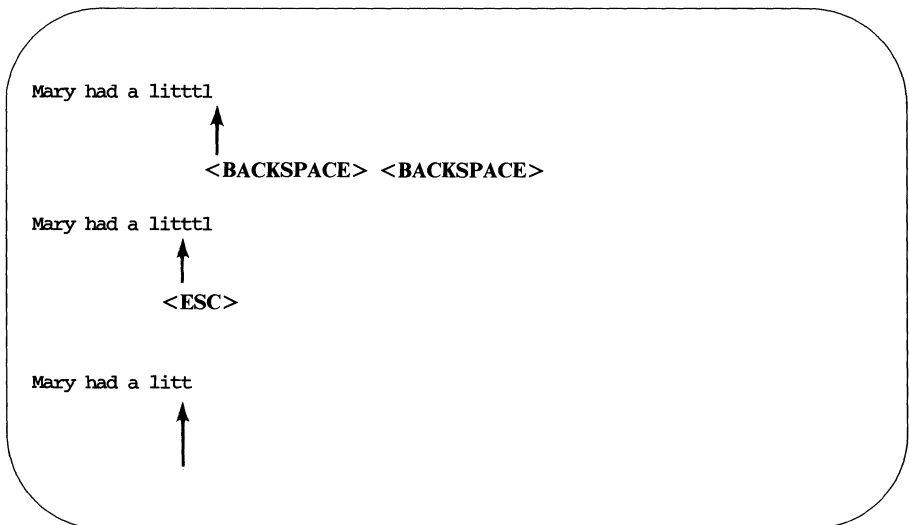 Mary had a litttl
<BACKSPACE> <BACKSPACE>
Mary had a litttl
<ESC>
Mary had a litt